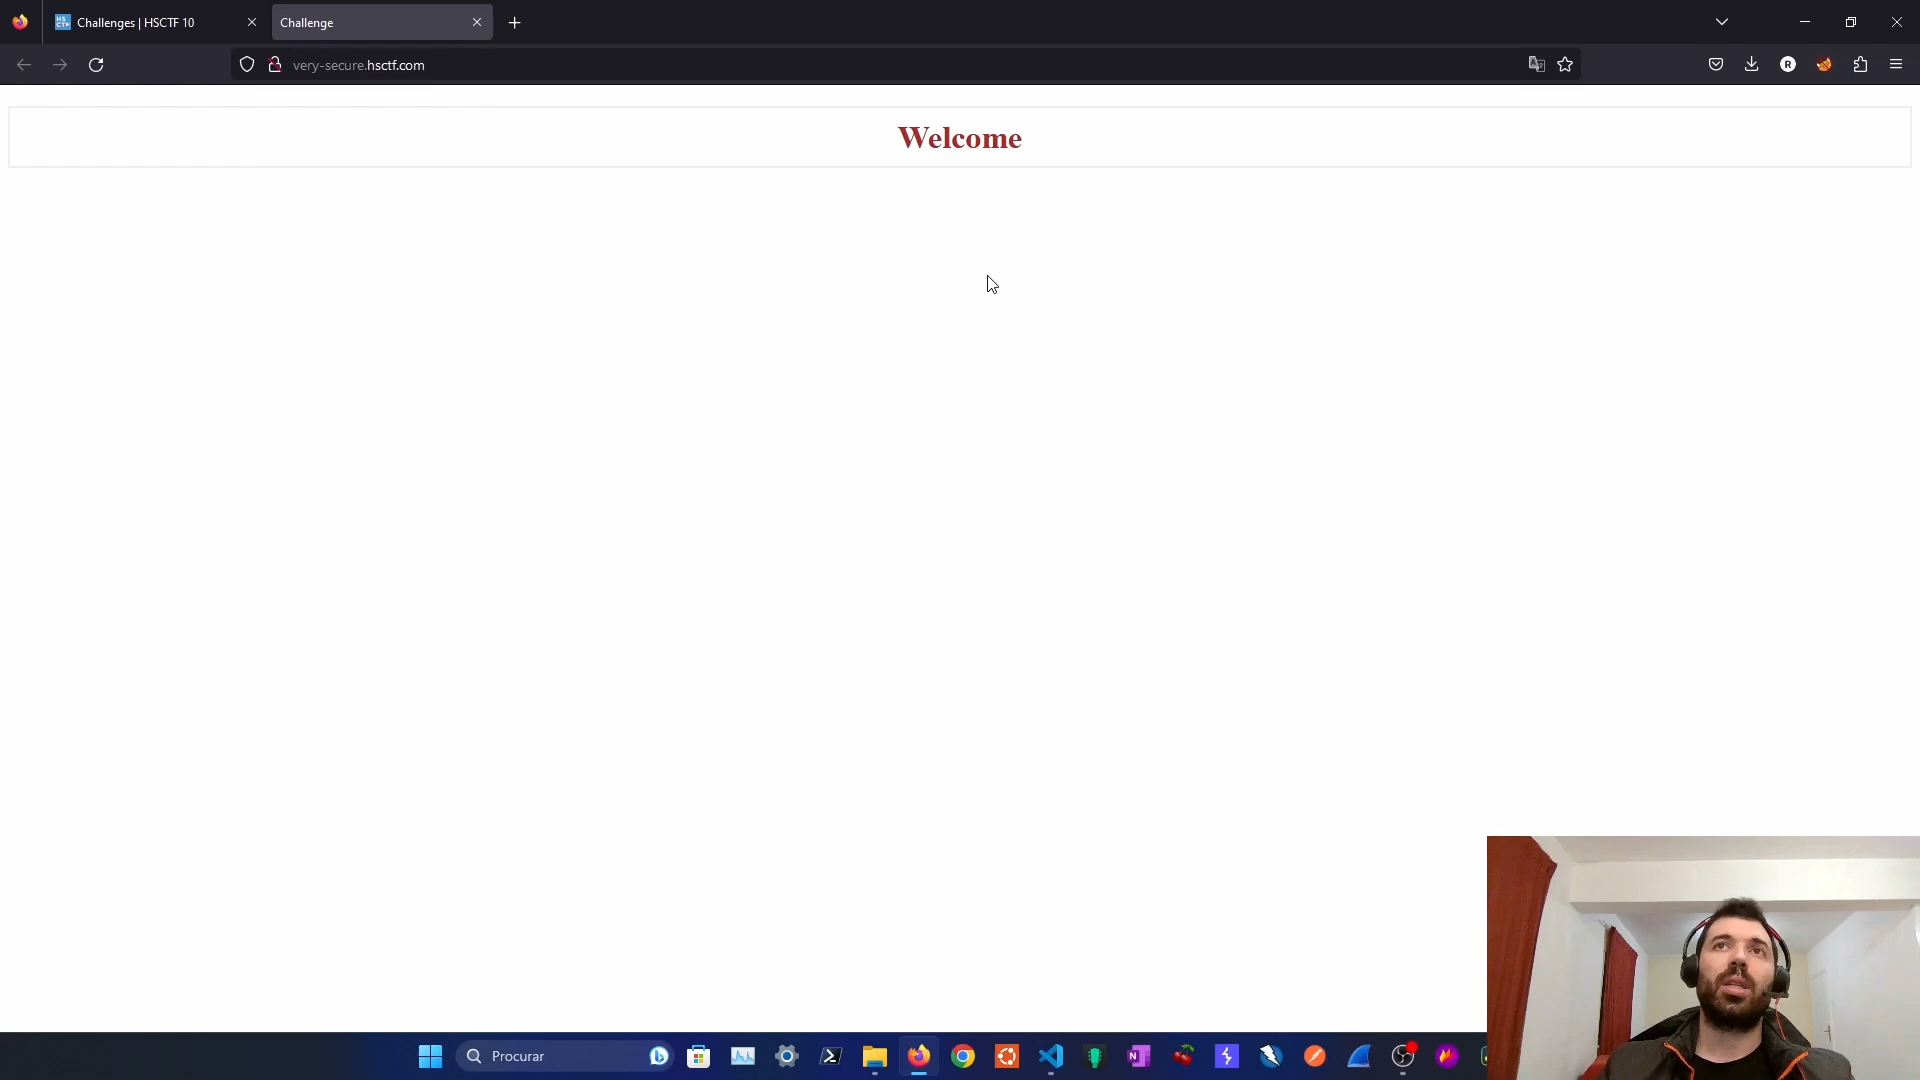 Challenges | HSCTF 10
Challenge
very-secure.hsctf.com
Welcome
Procurar